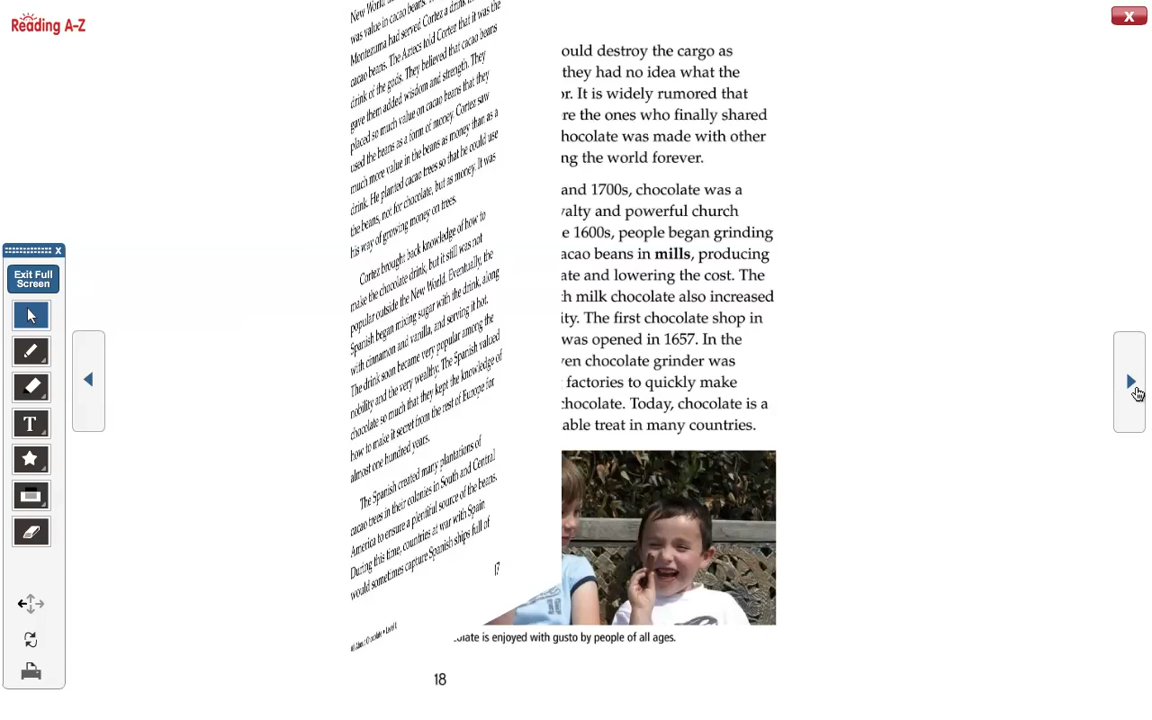 Reading A-Z
X
New World
was value in cacao beans.
Montezuma had served Cortez a drink
cacao beans. The Aztecs told Cortez that it was the
drink of the gods. They believed that cacao beans
gave them added wisdom and strength. They
placed so much value on cacao beans that they
used the beans as a form of money. Cortez saw
much more value in the beans as money than as a
drink. He planted cacao trees so that he could use
the beans, not for chocolate, but as money. It was
his way of growing money on trees.
Cortez brought back knowledge of how to
make the chocolate drink, but it still was not
popular outside the New World. Eventually, the
Spanish began mixing sugar with the drink, along
with cinnamon and vanilla, and serving it hot.
The drink soon became very popular among the
nobility and the very wealthy. The Spanish valued
chocolate so much that they kept the knowledge of
how to make it secret from the rest of Europe for
almost one hundred years.
The Spanish created many plantations of
cacao trees in their colonies in South and Central
America to ensure a plentiful source of the beans.
During this time, countries at war with Spain
would sometimes capture Spanish ships full of
17
ould destroy the cargo as
they had no idea what the
or. It is widely rumored that
re the ones who finally shared
hocolate was made with other
ng the world forever.
and 1700s, chocolate was a
yalty and powerful church
e 1600s, people began grinding
acao beans in mills, producing
ate and lowering the cost. The
h milk chocolate also increased
ity. The first chocolate shop in
was opened in 1657. In the
ven chocolate grinder was
factories to quickly make
chocolate. Today, chocolate is a
able treat in many countries.
olate is enjoyed with gusto by people of all ages.
18
x
Exit Full
Screen
T